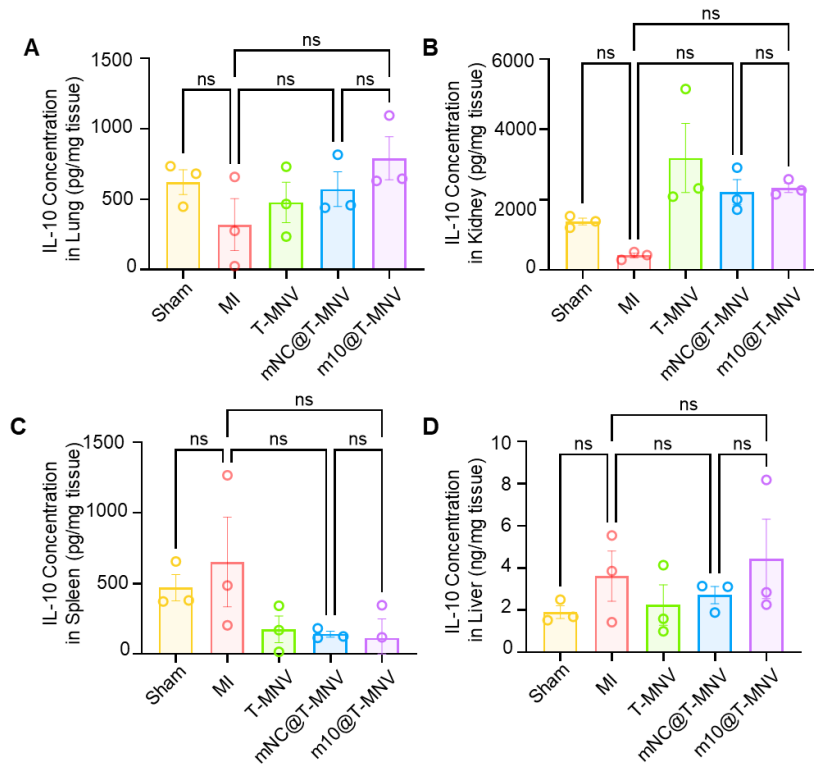 A
IL-10 Concentration
in Lung (pg/mg tissue)
1500
1000
500
0
ns
ns
ns
ns
Sham
MI
T-MNV
mNC@T-MNV
m10@T-MNV
B
IL-10 Concentration
in Kidney (pg/mg tissue)
6000
4000
2000
0
ns
ns
ns
ns
Sham
MI
T-MNV
mNC@T-MNV
m10@T-MNV
C
IL-10 Concentration
in Spleen (pg/mg tissue)
1500
1000
500
0
ns
ns
ns
ns
Sham
MI
T-MNV
mNC@T-MNV
m10@T-MNV
D
IL-10 Concentration
in Liver (ng/mg tissue)
10
8
6
4
2
0
ns
ns
ns
ns
Sham
MI
T-MNV
mNC@T-MNV
m10@T-MNV